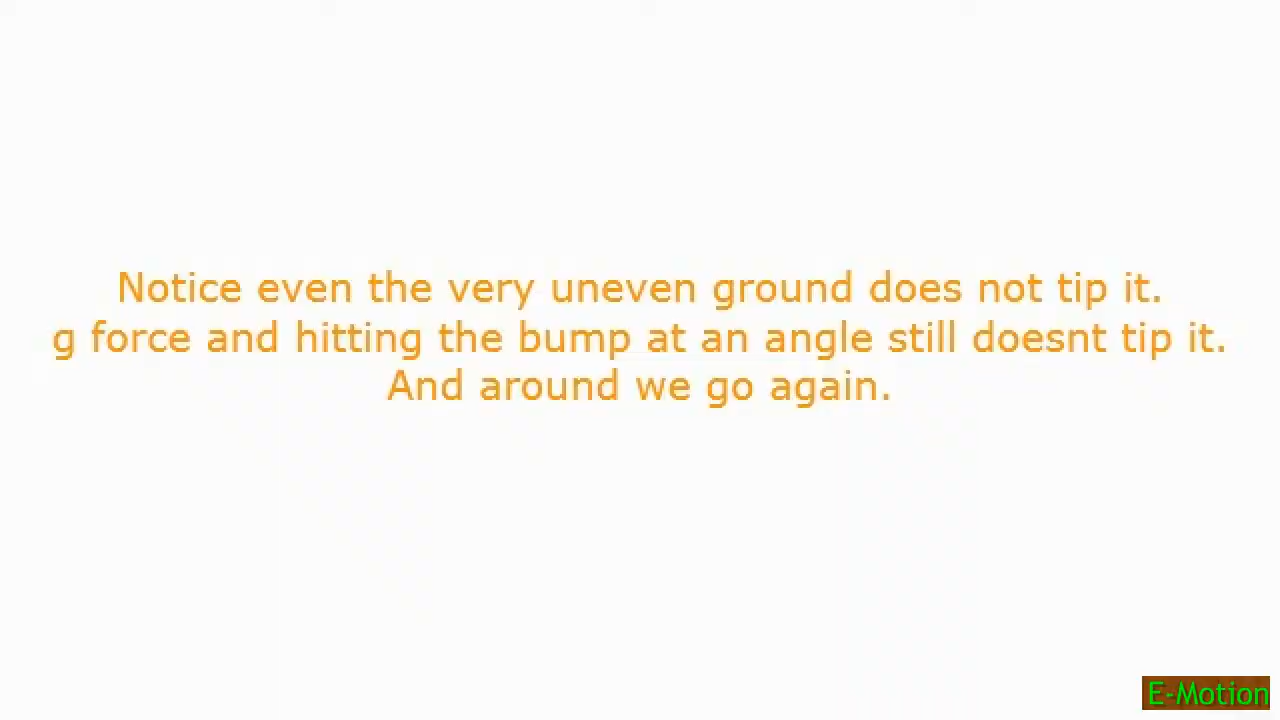 Notice even the very uneven ground does not tip it.
g force and hitting the bump at an angle still doesnt tip it.
And around we go again.
E-Motion